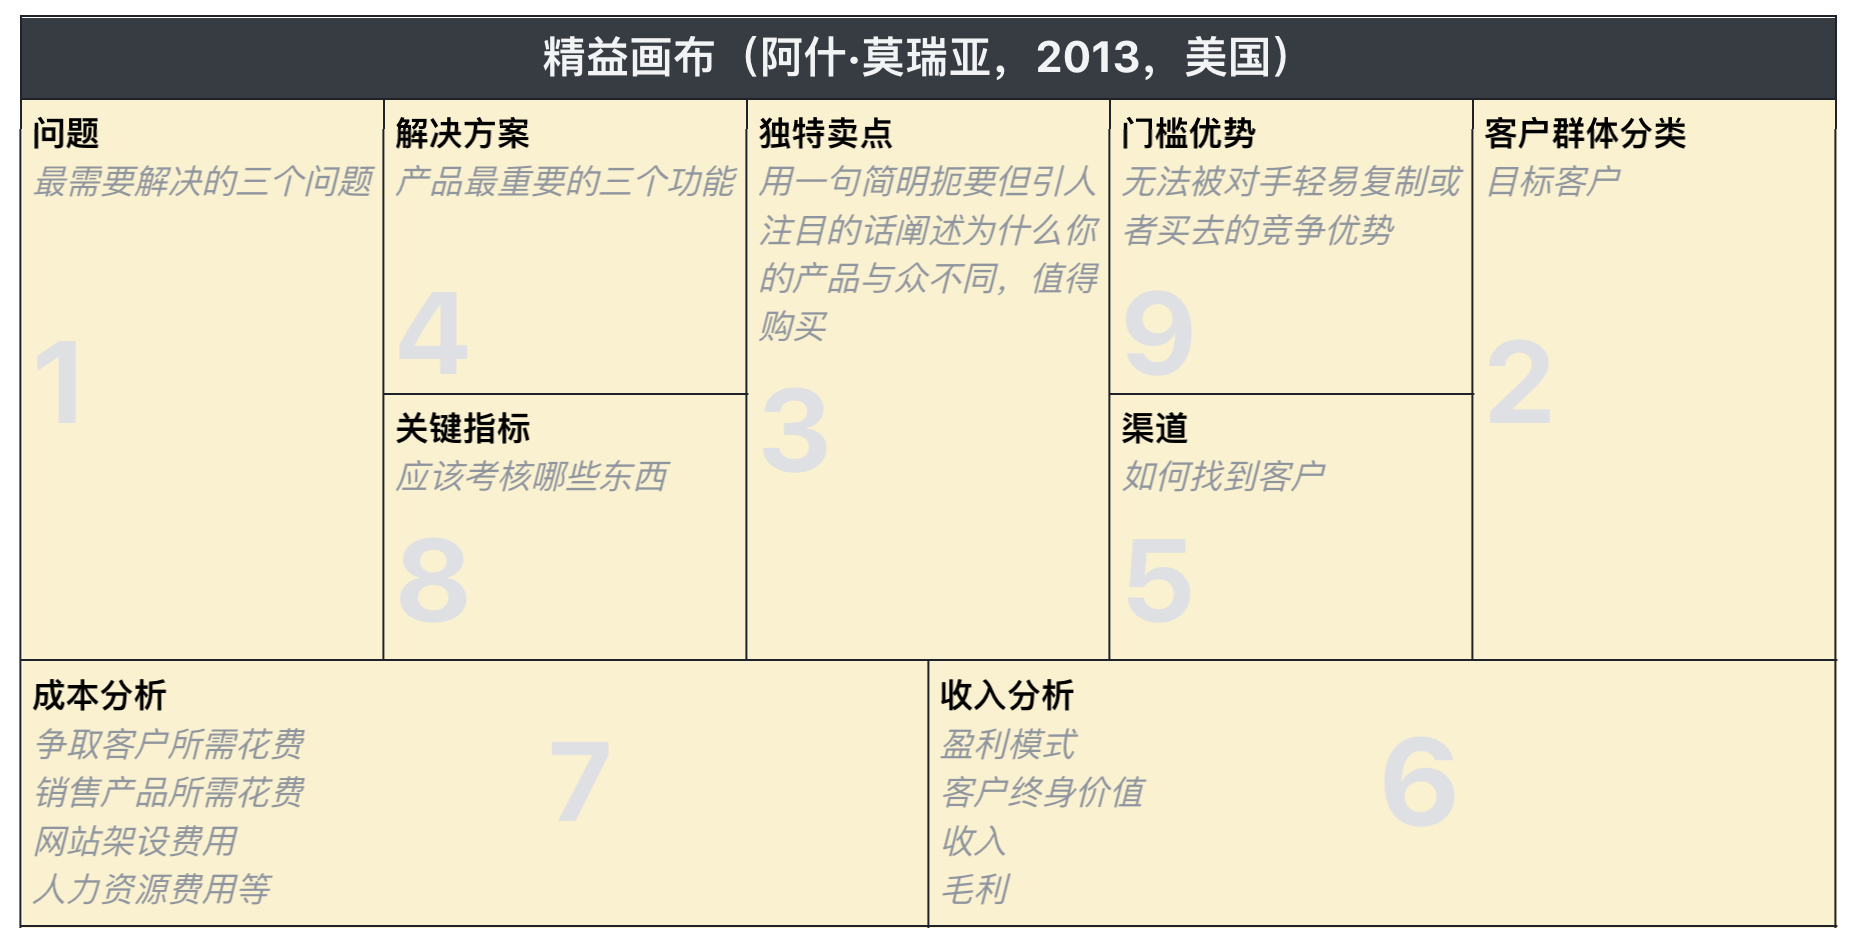 精益画布（阿什·莫瑞亚，2013，美国）
问题
最需要解决的三个问题
1
解决方案
产品最重要的三个功能
4
关键指标
应该考核哪些东西
8
独特卖点
用一句简明扼要但引人
注目的话阐述为什么你
的产品与众不同，值得
购买
3
门槛优势
无法被对手轻易复制或
者买去的竞争优势
9
渠道
如何找到客户
5
客户群体分类
目标客户
2
成本分析
争取客户所需花费
销售产品所需花费
网站架设费用
人力资源费用等
7
收入分析
盈利模式
客户终身价值
收入
毛利
6